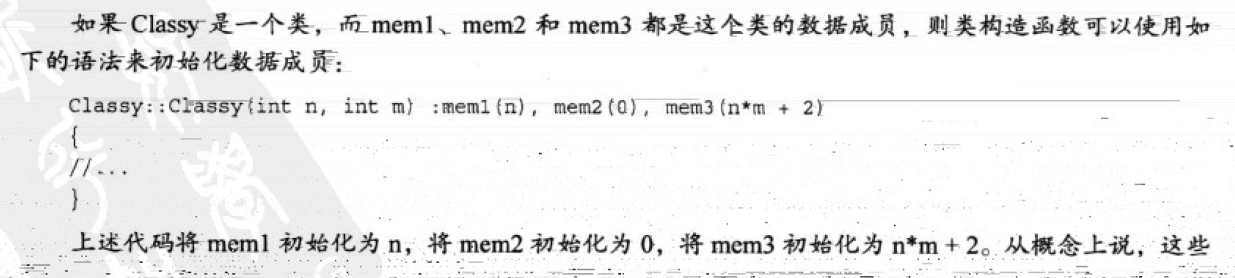 如果 Classy 是一个类，而 mem1、mem2 和 mem3 都是这个类的数据成员，则类构造函数可以使用如
下的语法来初始化数据成员：
Classy::Classy(int n, int m) :mem1(n), mem2(0), mem3(n*m + 2)
{
//...
}
上述代码将 mem1 初始化为 n，将 mem2 初始化为 0，将 mem3 初始化为 n*m + 2。从概念上说，这些